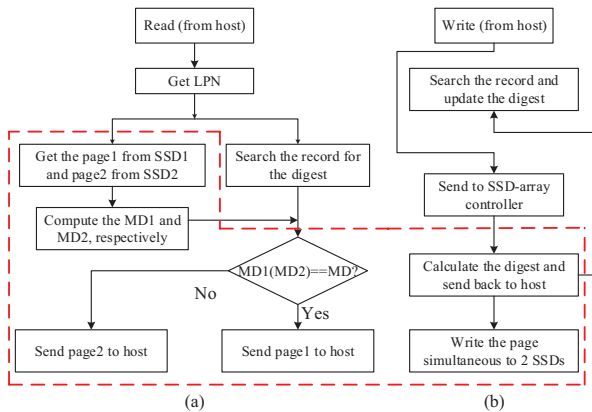 Read (from host)
Get LPN
Get the page1 from SSD1
and page2 from SSD2
Search the record for
the digest
Compute the MD1 and
MD2, respectively
MD1(MD2)==MD?
No
Yes
Send page2 to host
Send page1 to host
(a)
Write (from host)
Search the record and
update the digest
Send to SSD-array
controller
Calculate the digest and
send back to host
Write the page
simultaneous to 2 SSDs
(b)